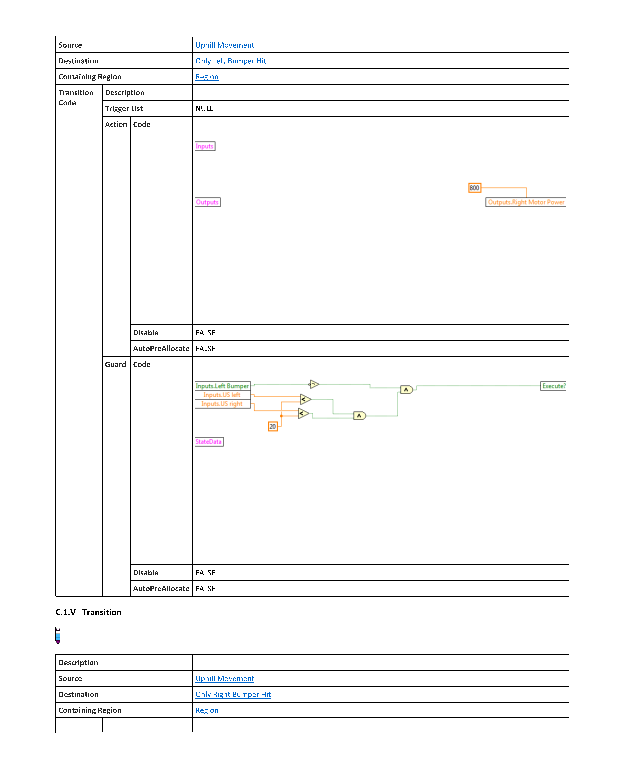 Source Uphill Movement
Destination Only Left Bumper Hit
Containing Region Region
Transition Code Description
Trigger List NULL
Action Code
Inputs
800
Outputs Outputs.Right Motor Power
Disable FALSE
AutoPreAllocate FALSE
Guard Code
Inputs.Left Bumper Execute?
Inputs.US left
Inputs.US right
20
StateData
Disable FALSE
AutoPreAllocate FALSE
C.1.V Transition
Description
Source Uphill Movement
Destination Only Right Bumper Hit
Containing Region Region